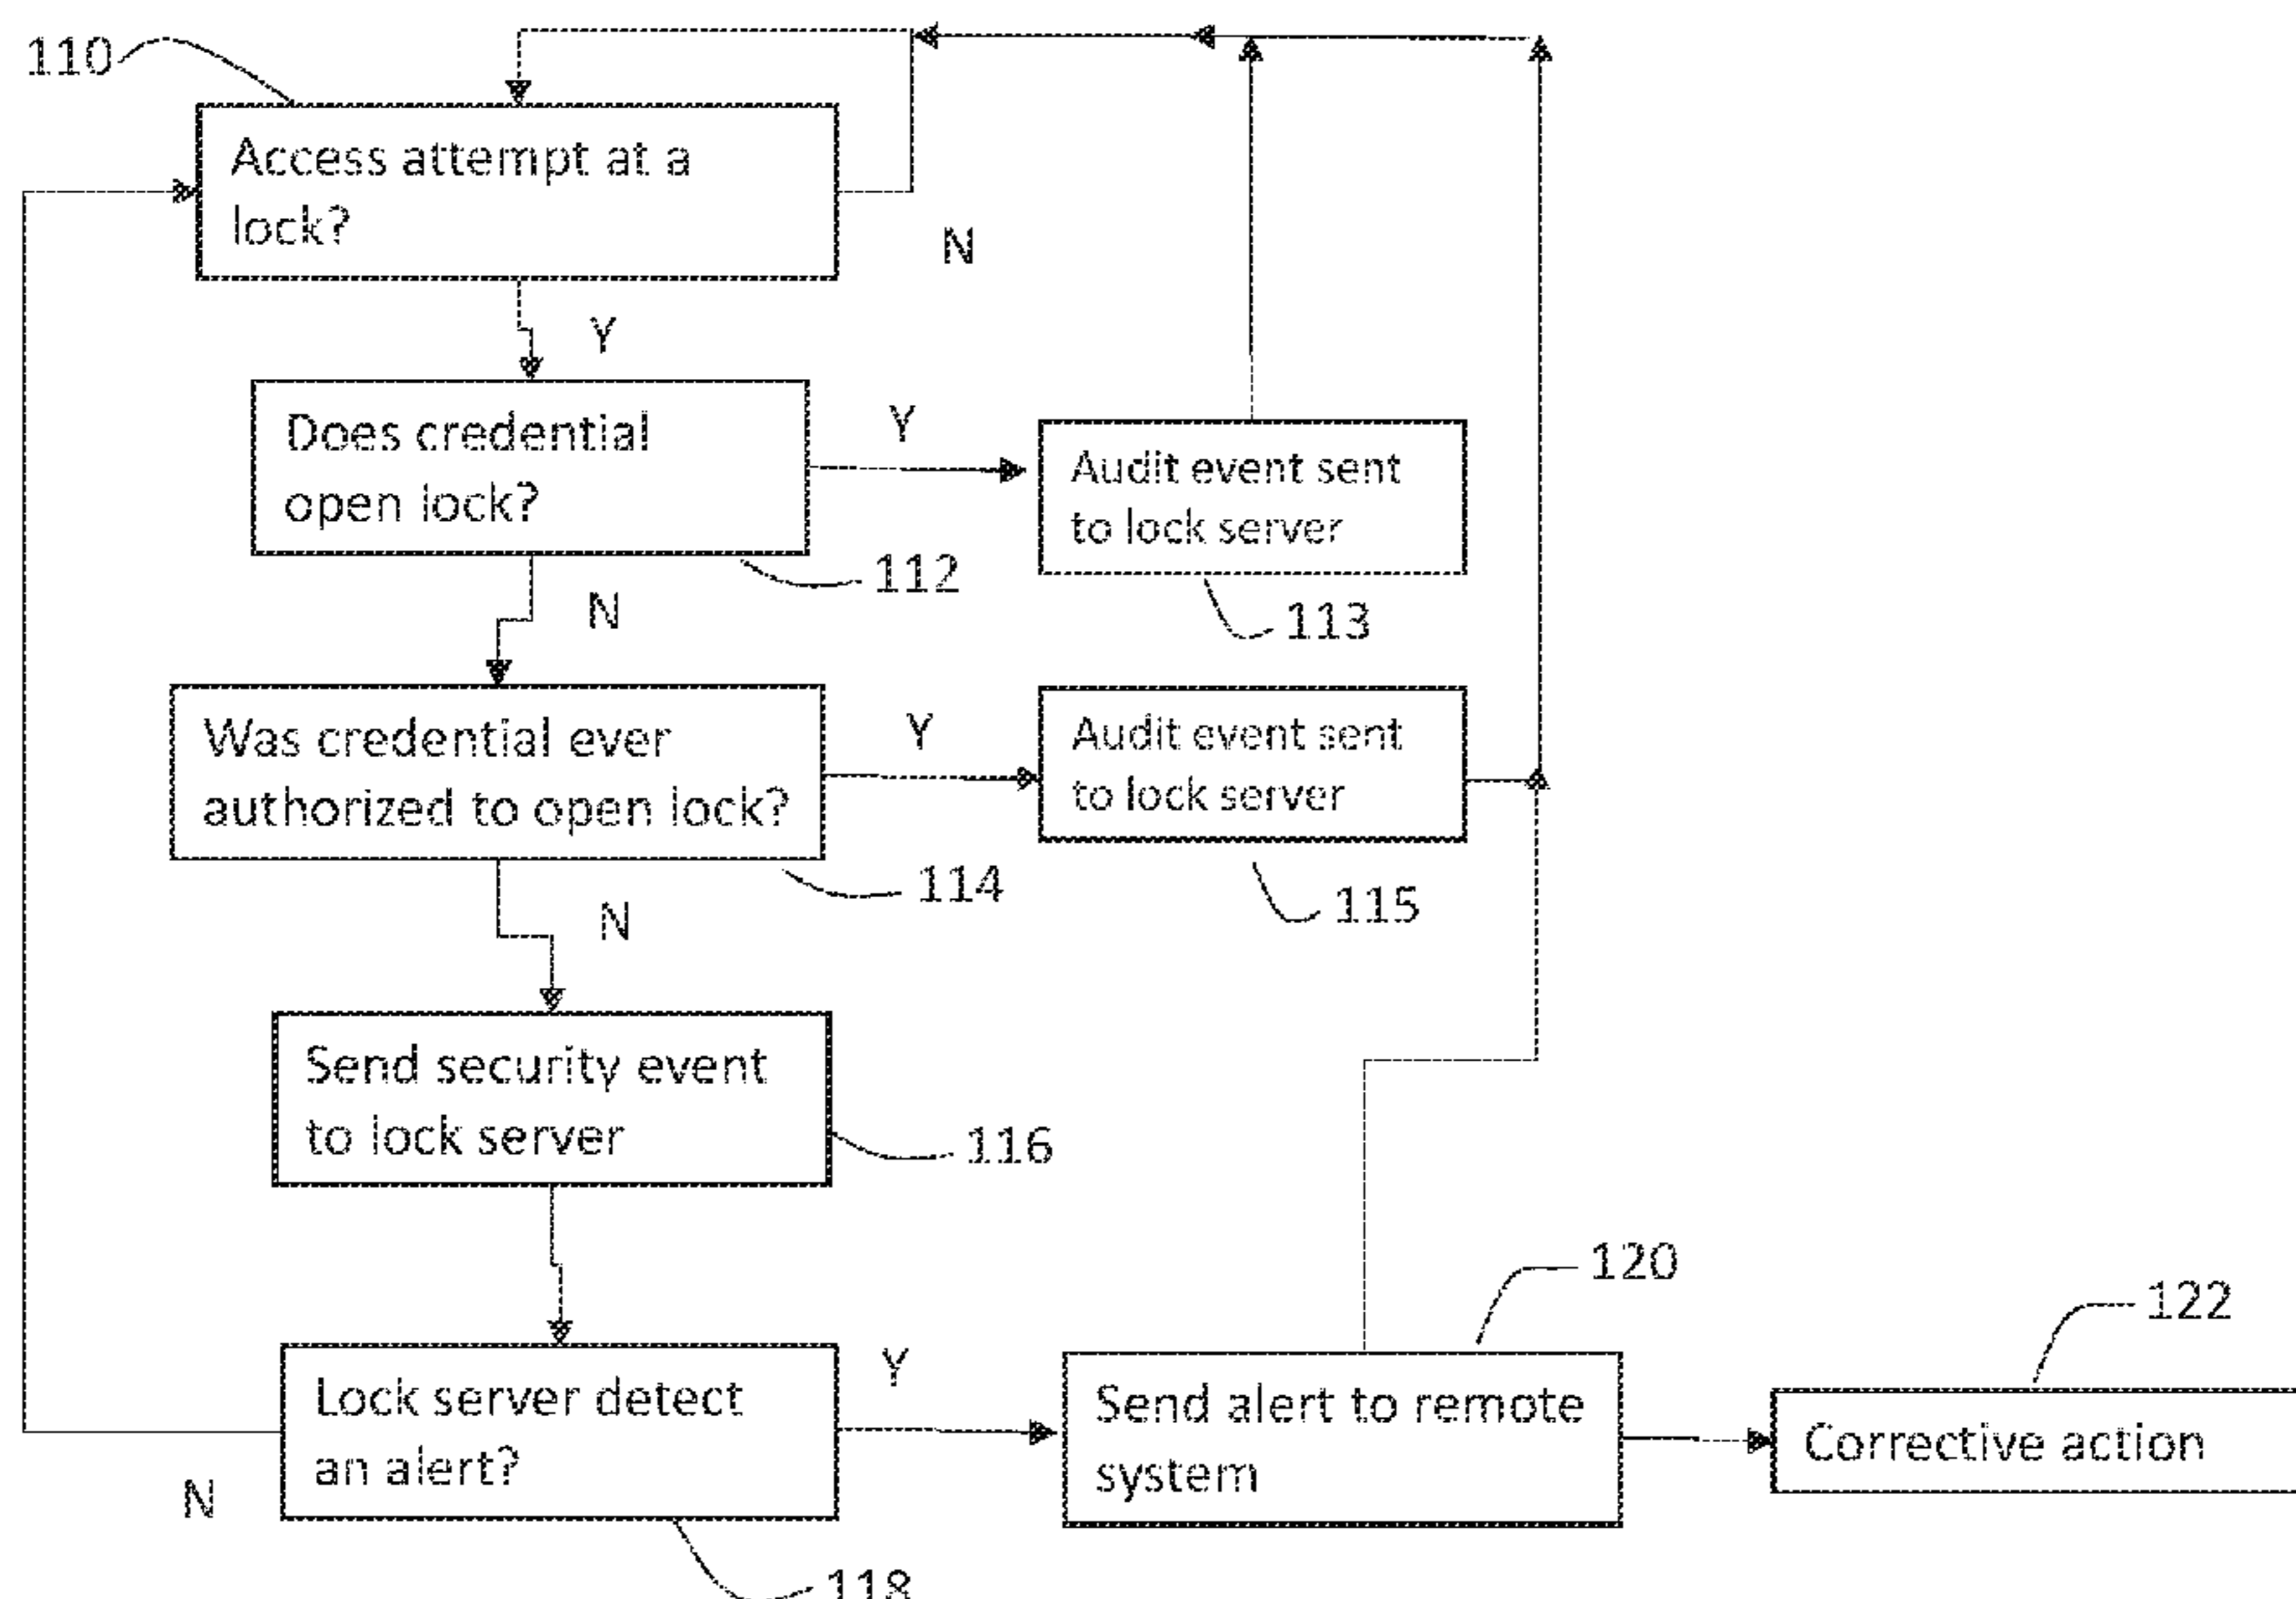 110
Access attempt at a
lock?
N
Y
Does credential
open lock?
Y
Audit event sent
to lock server
112
N
113
Was credential ever
authorized to open lock?
Y
Audit event sent
to lock server
114
115
N
Send security event
to lock server
116
120
122
Lock server detect
an alert?
Y
Send alert to remote
system
Corrective action
N
118